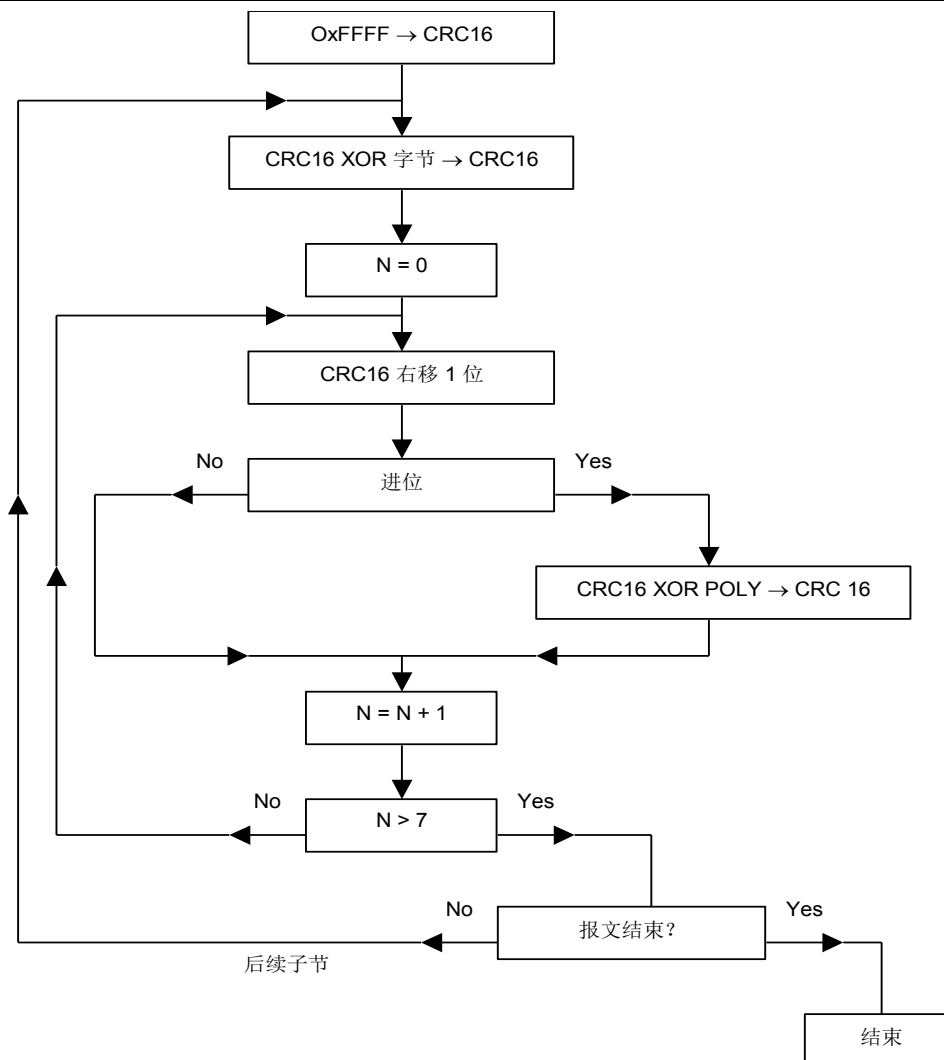 OxFFFF → CRC16
CRC16 XOR 字节 → CRC16
N = 0
CRC16 右移 1 位
No
进位
Yes
CRC16 XOR POLY → CRC 16
N = N + 1
No
N > 7
Yes
No
报文结束?
Yes
后续子节
结束